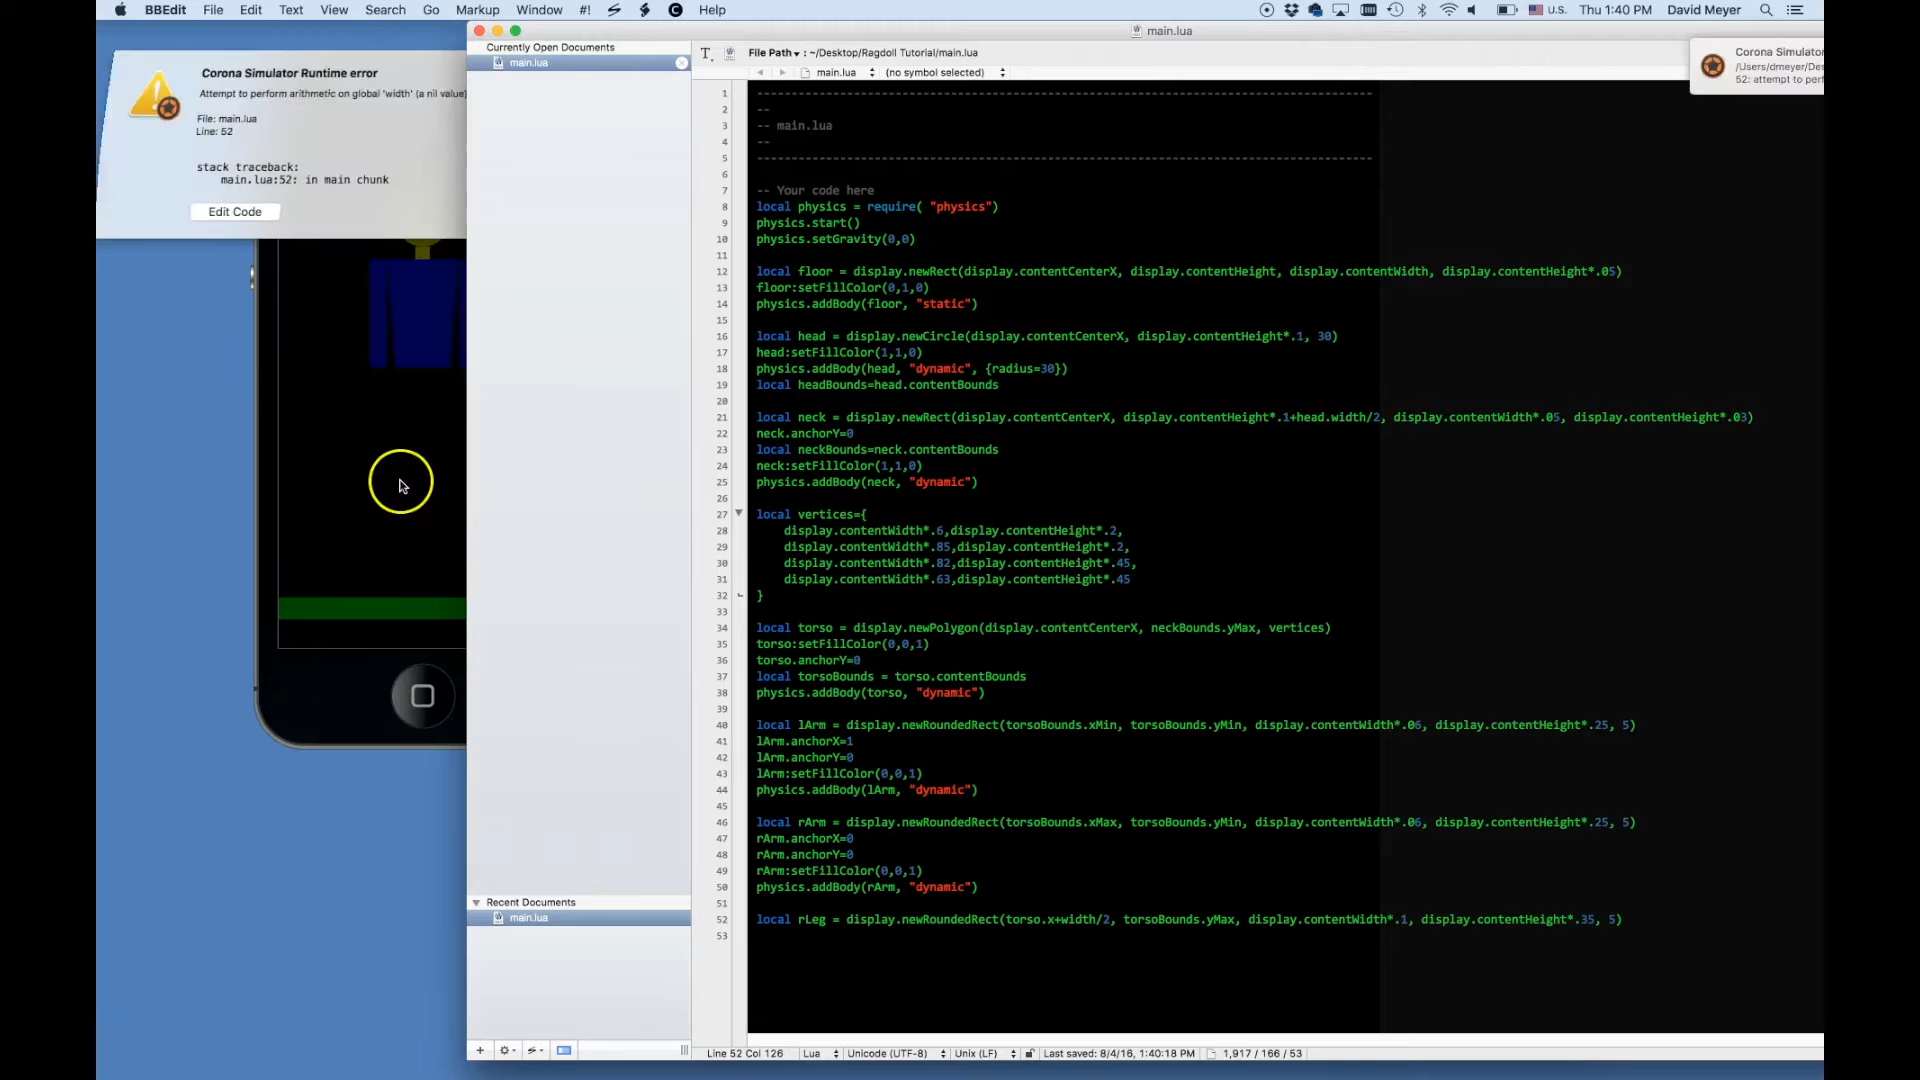 BBEdit File Edit Text View Search Go Markup Window #! Help U.S. Thu 1:40 PM David Meyer
main.lua
Corona Simulator Runtime error
Attempt to perform arithmetic on global 'width' (a nil value)
File: main.lua
Line: 52
stack traceback:
main.lua:52: in main chunk
Edit Code
Currently Open Documents
main.lua
Recent Documents
main.lua
File Path : ~/Desktop/Ragdoll Tutorial/main.lua
main.lua (no symbol selected)
Corona Simulator
/Users/dmeyer/Des
52: attempt to perf
1 ------------------------------------------------------------------------------------------
2 --
3 -- main.lua
4 --
5 ------------------------------------------------------------------------------------------
6
7 -- Your code here
8 local physics = require( "physics")
9 physics.start()
10 physics.setGravity(0,0)
11
12 local floor = display.newRect(display.contentCenterX, display.contentHeight, display.contentWidth, display.contentHeight*.05)
13 floor:setFillColor(0,1,0)
14 physics.addBody(floor, "static")
15
16 local head = display.newCircle(display.contentCenterX, display.contentHeight*.1, 30)
17 head:setFillColor(1,1,0)
18 physics.addBody(head, "dynamic", {radius=30})
19 local headBounds=head.contentBounds
20
21 local neck = display.newRect(display.contentCenterX, display.contentHeight*.1+head.width/2, display.contentWidth*.05, display.contentHeight*.03)
22 neck.anchorY=0
23 local neckBounds=neck.contentBounds
24 neck:setFillColor(1,1,0)
25 physics.addBody(neck, "dynamic")
26
27 local vertices={
28 display.contentWidth*.6,display.contentHeight*.2,
29 display.contentWidth*.85,display.contentHeight*.2,
30 display.contentWidth*.82,display.contentHeight*.45,
31 display.contentWidth*.63,display.contentHeight*.45
32 }
33
34 local torso = display.newPolygon(display.contentCenterX, neckBounds.yMax, vertices)
35 torso:setFillColor(0,0,1)
36 torso.anchorY=0
37 local torsoBounds = torso.contentBounds
38 physics.addBody(torso, "dynamic")
39
40 local lArm = display.newRoundedRect(torsoBounds.xMin, torsoBounds.yMin, display.contentWidth*.06, display.contentHeight*.25, 5)
41 lArm.anchorX=1
42 lArm.anchorY=0
43 lArm:setFillColor(0,0,1)
44 physics.addBody(lArm, "dynamic")
45
46 local rArm = display.newRoundedRect(torsoBounds.xMax, torsoBounds.yMin, display.contentWidth*.06, display.contentHeight*.25, 5)
47 rArm.anchorX=0
48 rArm.anchorY=0
49 rArm:setFillColor(0,0,1)
50 physics.addBody(rArm, "dynamic")
51
52 local rLeg = display.newRoundedRect(torso.x+width/2, torsoBounds.yMax, display.contentWidth*.1, display.contentHeight*.35, 5)
53
Line 52 Col 126 Lua Unicode (UTF-8) Unix (LF) Last saved: 8/4/16, 1:40:18 PM 1,917 / 166 / 53